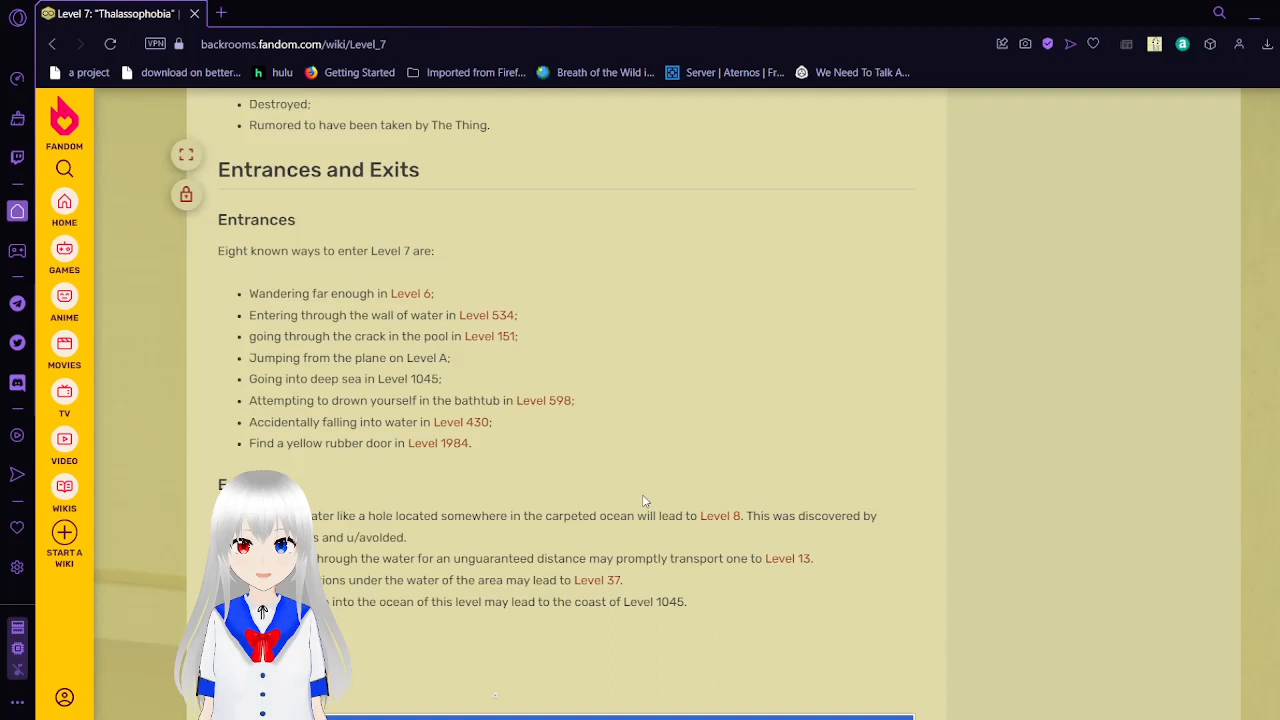 Level 7: "Thalassophobia"
VPN
backrooms.fandom.com/wiki/Level_7
a project
download on better...
hulu
Getting Started
Imported from Firef...
Breath of the Wild i...
Server | Aternos | Fr...
We Need To Talk A...
FANDOM
HOME
GAMES
ANIME
MOVIES
TV
VIDEO
WIKIS
START A
WIKI
Destroyed;
Rumored to have been taken by The Thing.
Entrances and Exits
Entrances
Eight known ways to enter Level 7 are:
Wandering far enough in Level 6;
Entering through the wall of water in Level 534;
going through the crack in the pool in Level 151;
Jumping from the plane on Level A;
Going into deep sea in Level 1045;
Attempting to drown yourself in the bathtub in Level 598;
Accidentally falling into water in Level 430;
Find a yellow rubber door in Level 1984.
like a hole located somewhere in the carpeted ocean will lead to Level 8. This was discovered by
and u/avolded.
through the water for an unguaranteed distance may promptly transport one to Level 13.
under the water of the area may lead to Level 37.
into the ocean of this level may lead to the coast of Level 1045.